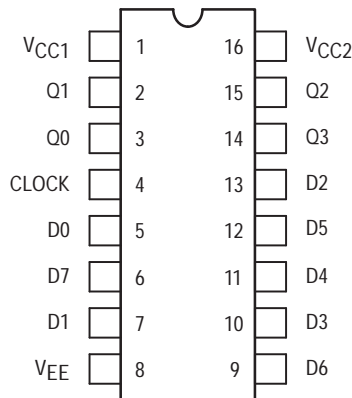 VCC1 1 16 VCC2
Q1 2 15 Q2
Q0 3 14 Q3
CLOCK 4 13 D2
D0 5 12 D5
D7 6 11 D4
D1 7 10 D3
VEE 8 9 D6